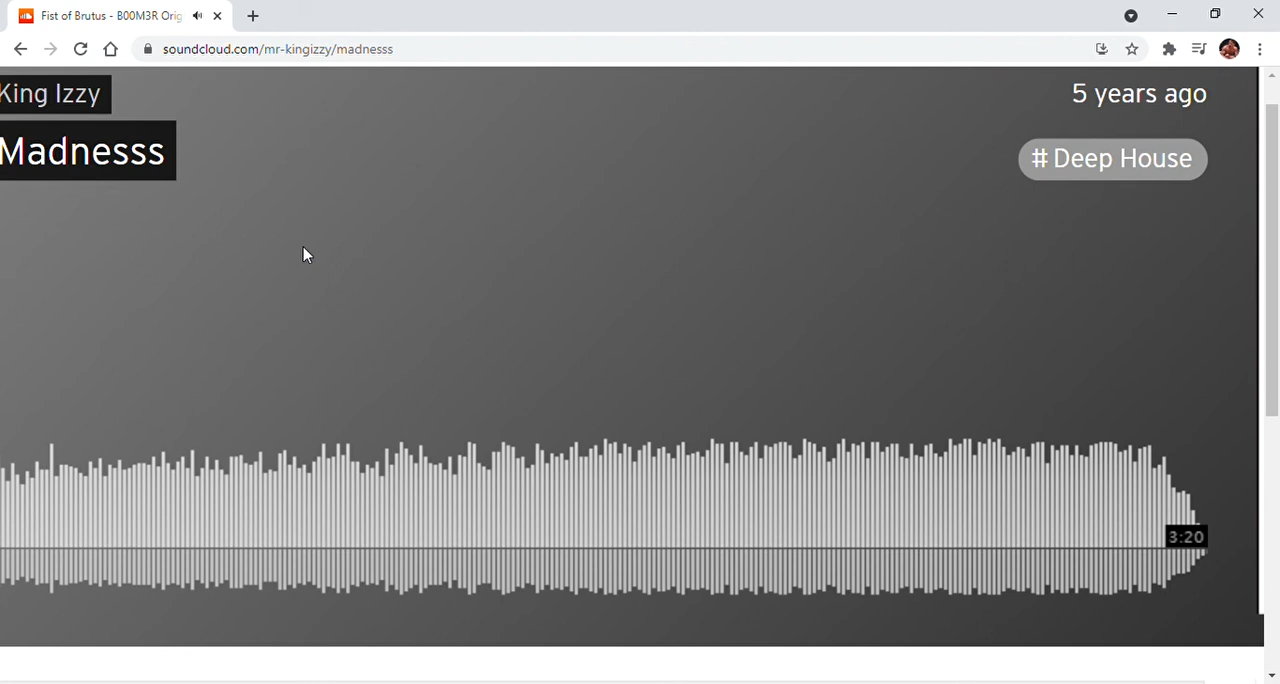 Fist of Brutus - B00M3R Orig
soundcloud.com/mr-kingizzy/madnesss
King Izzy
5 years ago
Madnesss
# Deep House
3:20